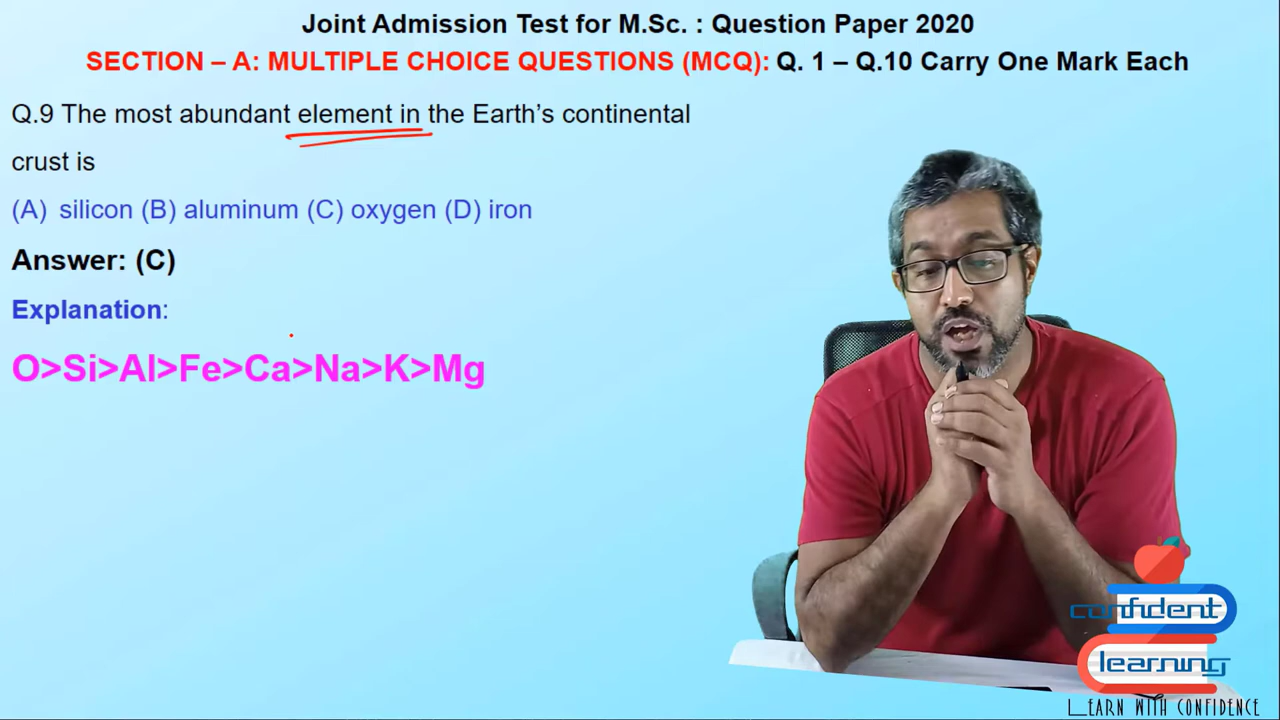 Joint Admission Test for M.Sc. : Question Paper 2020
SECTION – A: MULTIPLE CHOICE QUESTIONS (MCQ): Q. 1 – Q.10 Carry One Mark Each
Q.9 The most abundant element in the Earth's continental
crust is
(A) silicon (B) aluminum (C) oxygen (D) iron
Answer: (C)
Explanation:
O>Si>Al>Fe>Ca>Na>K>Mg
confident
learning
LEARN WITH CONFIDENCE